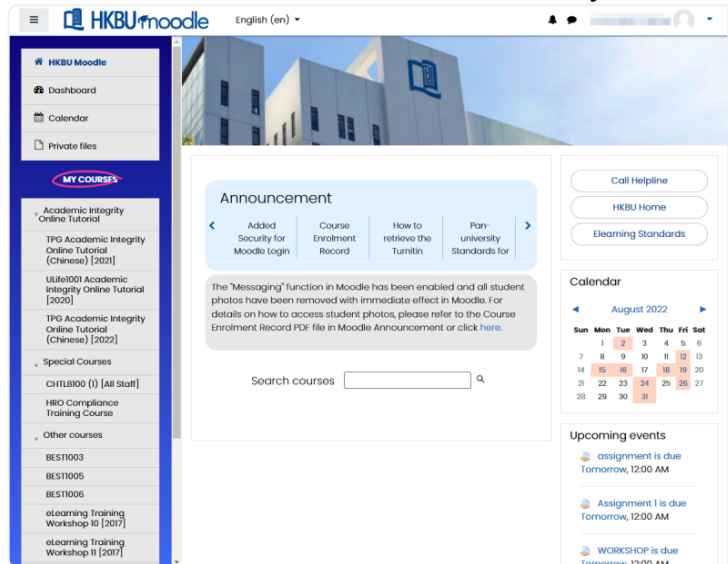 HKBU moodle
English (en)
HKBU Moodle
Dashboard
Calendar
Private files
MY COURSES
Academic Integrity
Online Tutorial
TPG Academic Integrity
Online Tutorial
(Chinese) [2021]
ULife1001 Academic
Integrity Online Tutorial
[2020]
TPG Academic Integrity
Online Tutorial
(Chinese) [2022]
Special Courses
CHTL8100 (1) [All Staff]
HRO Compliance
Training Course
Other courses
BEST1003
BEST1005
BEST1006
eLearning Training
Workshop 10 [2017]
eLearning Training
Workshop 11 [2017]
Announcement
Added
Security for
Moodle Login
Course
Enrolment
Record
How to
retrieve the
Turnitin
Pan-
university
Standards for
The "Messaging" function in Moodle has been enabled and all student
photos have been removed with immediate effect in Moodle. For
details on how to access student photos, please refer to the Course
Enrolment Record PDF file in Moodle Announcement or click here.
Search courses
Call Helpline
HKBU Home
Elearning Standards
Calendar
◄ August 2022 ►
Sun Mon Tue Wed Thu Fri Sat
1 2 3 4 5 6
7 8 9 10 11 12 13
14 15 16 17 18 19 20
21 22 23 24 25 26 27
28 29 30 31
Upcoming events
assignment is due
Tomorrow, 12:00 AM
Assignment 1 is due
Tomorrow, 12:00 AM
WORKSHOP is due
Tomorrow, 12:00 AM